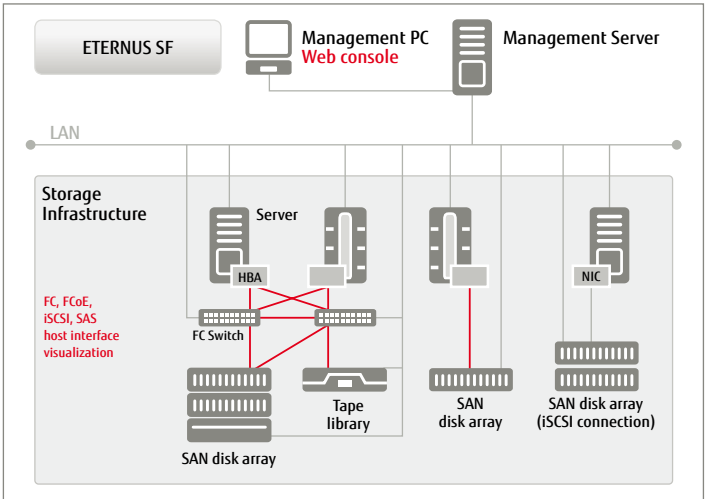 ETERNUS SF
Management PC
Web console
Management Server
LAN
Storage
Infrastructure
Server
HBA
NIC
FC, FCoE,
iSCSI, SAS
host interface
visualization
FC Switch
Tape
library
SAN
disk array
SAN disk array
(iSCSI connection)
SAN disk array